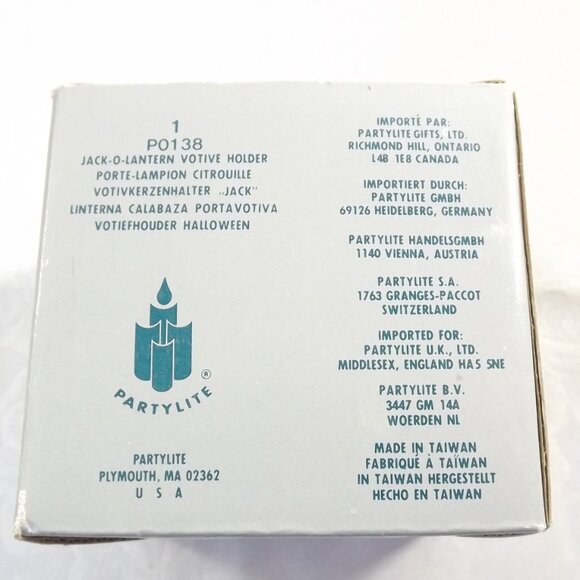 1
P0138
JACK-O-LANTERN VOTIVE HOLDER
PORTE-LAMPION CITROUILLE
VOTIVKERZENHALTER „JACK"
LINTERNA CALABAZA PORTAVOTIVA
VOTIEFHOUDER HALLOWEEN
PARTYLITE®
PARTYLITE
PLYMOUTH, MA 02362
U S A
IMPORTÉ PAR:
PARTYLITE GIFTS, LTD.
RICHMOND HILL, ONTARIO
L4B 1E8 CANADA
IMPORTIERT DURCH:
PARTYLITE GMBH
69126 HEIDELBERG, GERMANY
PARTYLITE HANDELSGMBH
1140 VIENNA, AUSTRIA
PARTYLITE S.A.
1763 GRANGES-PACCOT
SWITZERLAND
IMPORTED FOR:
PARTYLITE U.K., LTD.
MIDDLESEX, ENGLAND HA5 5NE
PARTYLITE B.V.
3447 GM 14A
WOERDEN NL
MADE IN TAIWAN
FABRIQUÉ À TAÏWAN
IN TAIWAN HERGESTELLT
HECHO EN TAIWAN